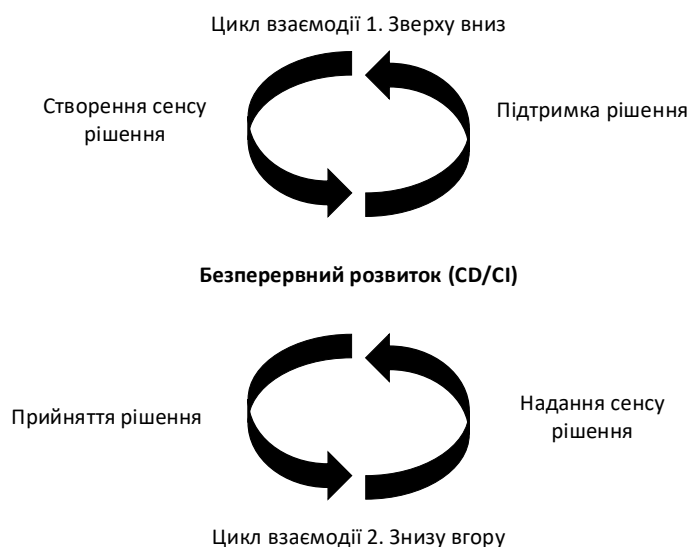 Цикл взаємодії 1. Зверху вниз
Створення сенсу
рішення
Підтримка рішення
Безперервний розвиток (CD/CI)
Прийняття рішення
Надання сенсу
рішення
Цикл взаємодії 2. Знизу вгору